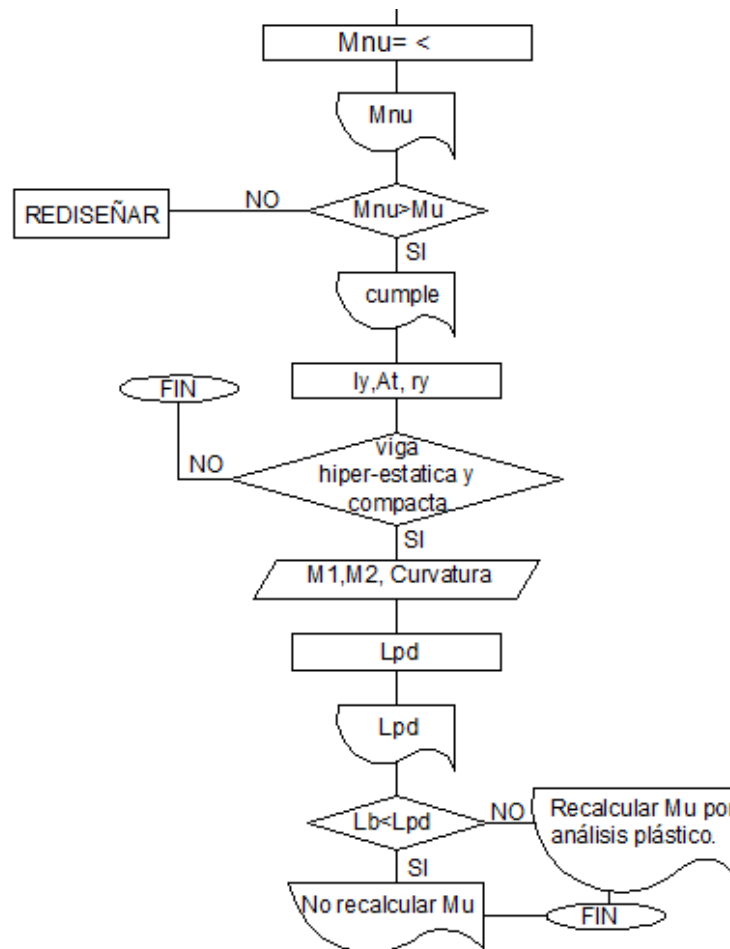 Mnu= <
Mnu
NO
REDISEÑAR
Mnu>Mu
SI
cumple
Iy,At, ry
FIN
viga
NO
hiper-estatica y
compacta
SI
M1,M2, Curvatura
Lpd
Lpd
NO
Recalcular Mu por
Lb<Lpd
análisis plástico.
SI
No recalcular Mu
FIN